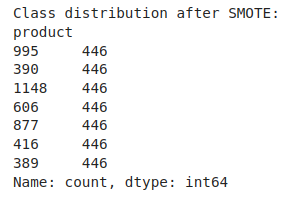 Class distribution after SMOTE:
product
995     446
390     446
1148    446
606     446
877     446
416     446
389     446
Name: count, dtype: int64